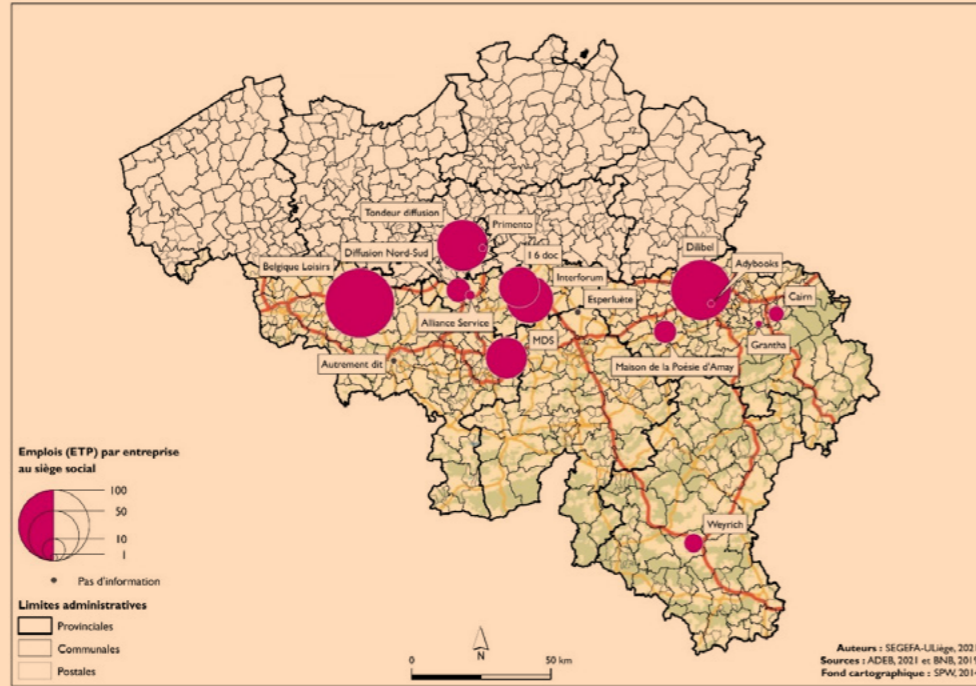 Tondeur diffusion
Primento
Diffusion Nord-Sud
16 doc
Dilibel
Belgique Loisirs
Interforum
Adybooks
Esperluète
Cairn
Alliance Service
MDS
Grantha
Autrement dit
Maison de la Poésie d'Amay
Weyrich
Emplois (ETP) par entreprise
au siège social
100
50
10
1
Pas d'information
Limites administratives
Provinciales
Communales
Postales
N
0
50 km
Auteurs : SEGEFA-ULiège, 2021
Sources : ADEB, 2021 et BNB, 2019
Fond cartographique : SPW, 2014